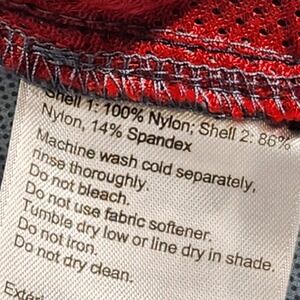 Shell 1: 100% Nylon; Shell 2: 86%
Nylon, 14% Spandex
Machine wash cold separately,
rinse thoroughly.
Do not bleach.
Do not use fabric softener.
Tumble dry low or line dry in shade.
Do not iron.
Do not dry clean.
Exteri